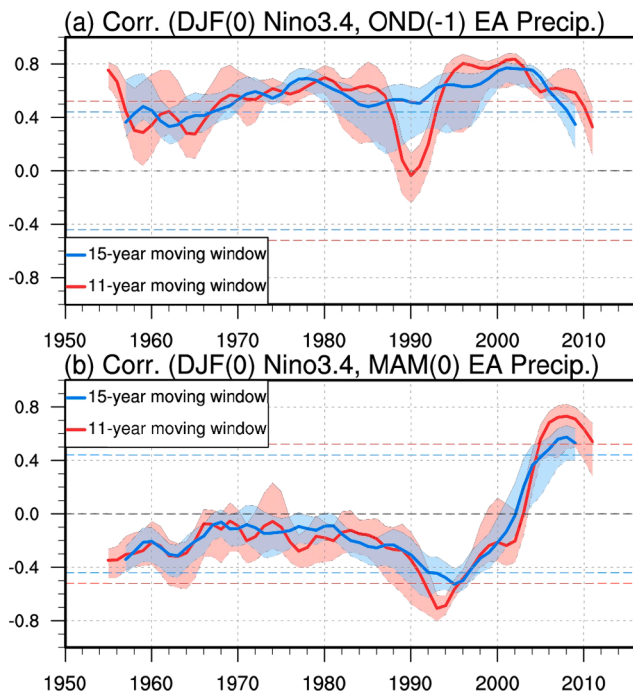 (a) Corr. (DJF(0) Nino3.4, OND(-1) EA Precip.)
0.8
0.4
0.0
-0.4
-0.8
15-year moving window
11-year moving window
1950 1960 1970 1980 1990 2000 2010
(b) Corr. (DJF(0) Nino3.4, MAM(0) EA Precip.)
0.8
0.4
0.0
-0.4
-0.8
15-year moving window
11-year moving window
1950 1960 1970 1980 1990 2000 2010